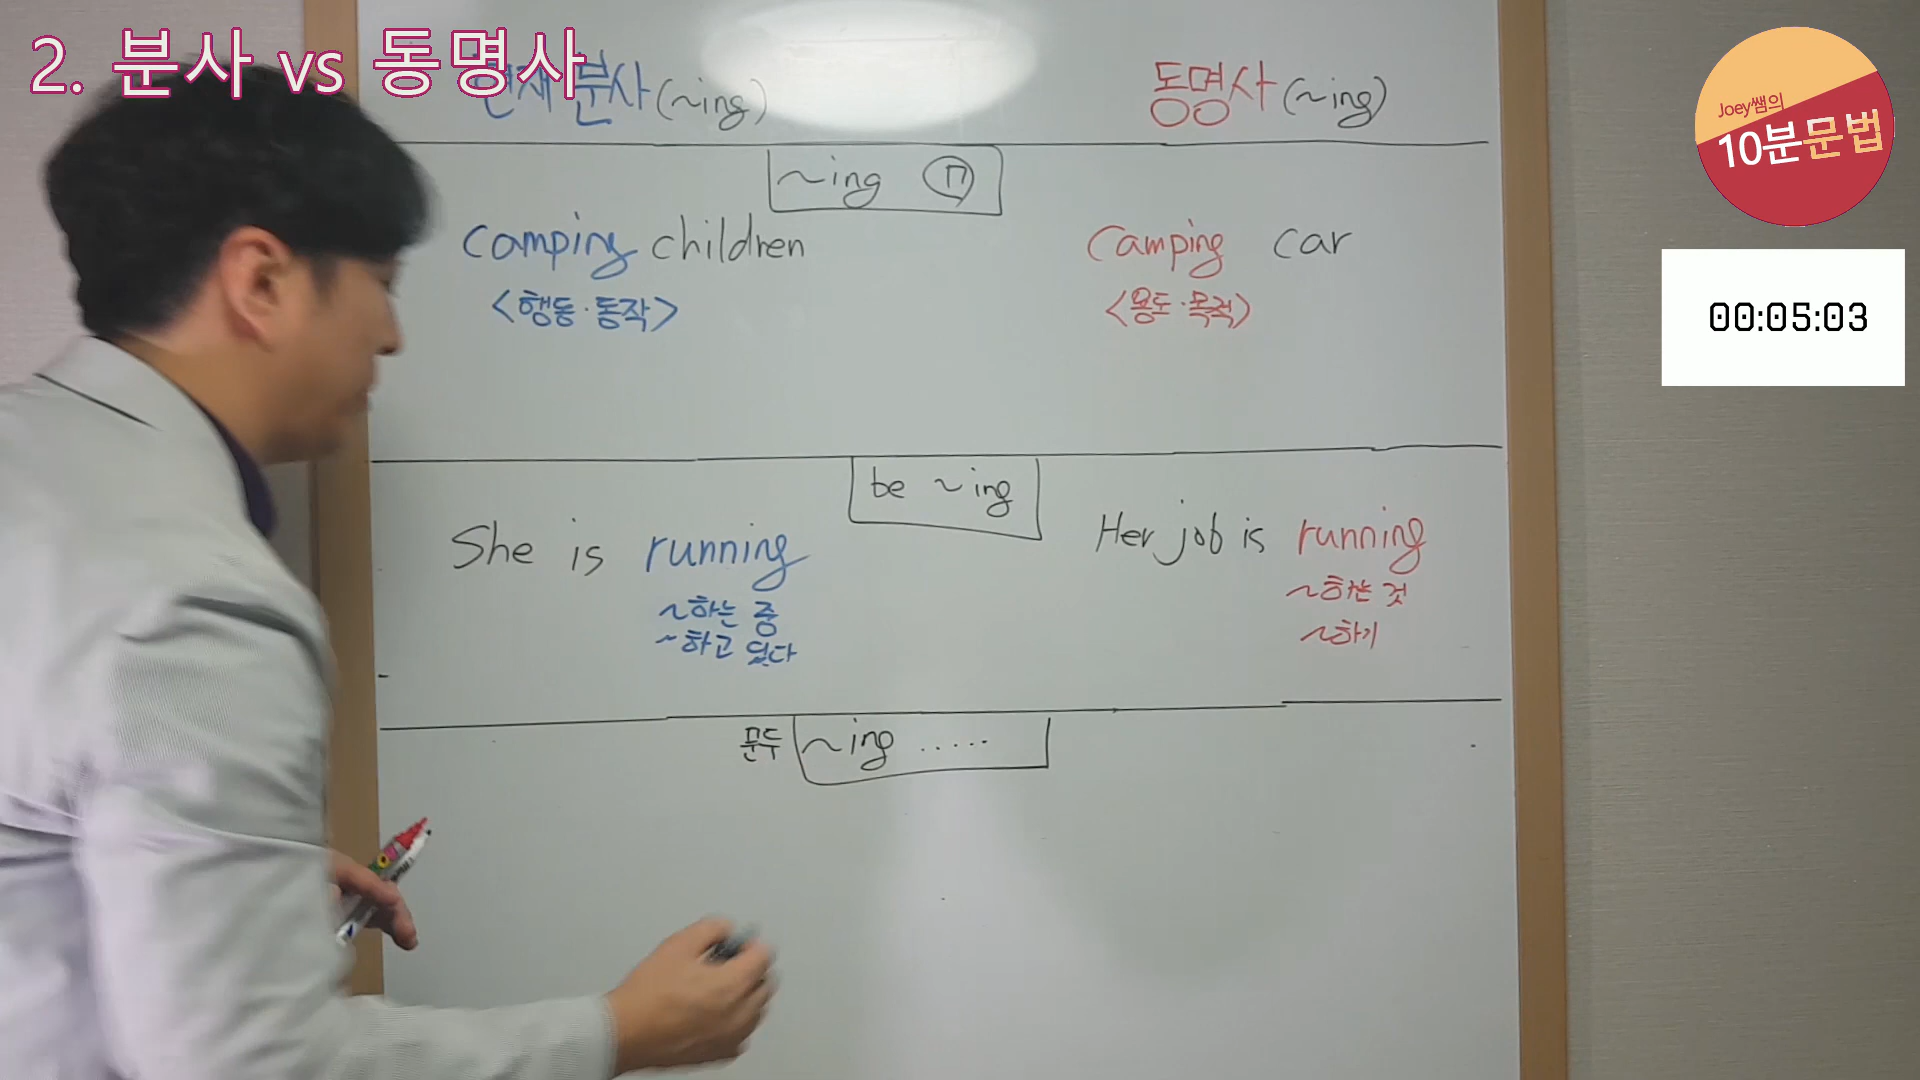 2. 분사 vs 동명사
현재분사 (~ing)
동명사 (~ing)
Joey쌤의
10분문법
~ing ⓝ
camping children
<행동·동작>
camping car
<용도·목적>
00:05:03
be ~ing
She is running
~하는 중
~하고 있다
Her job is running
~하는 것
~하기
문두 ~ing .....